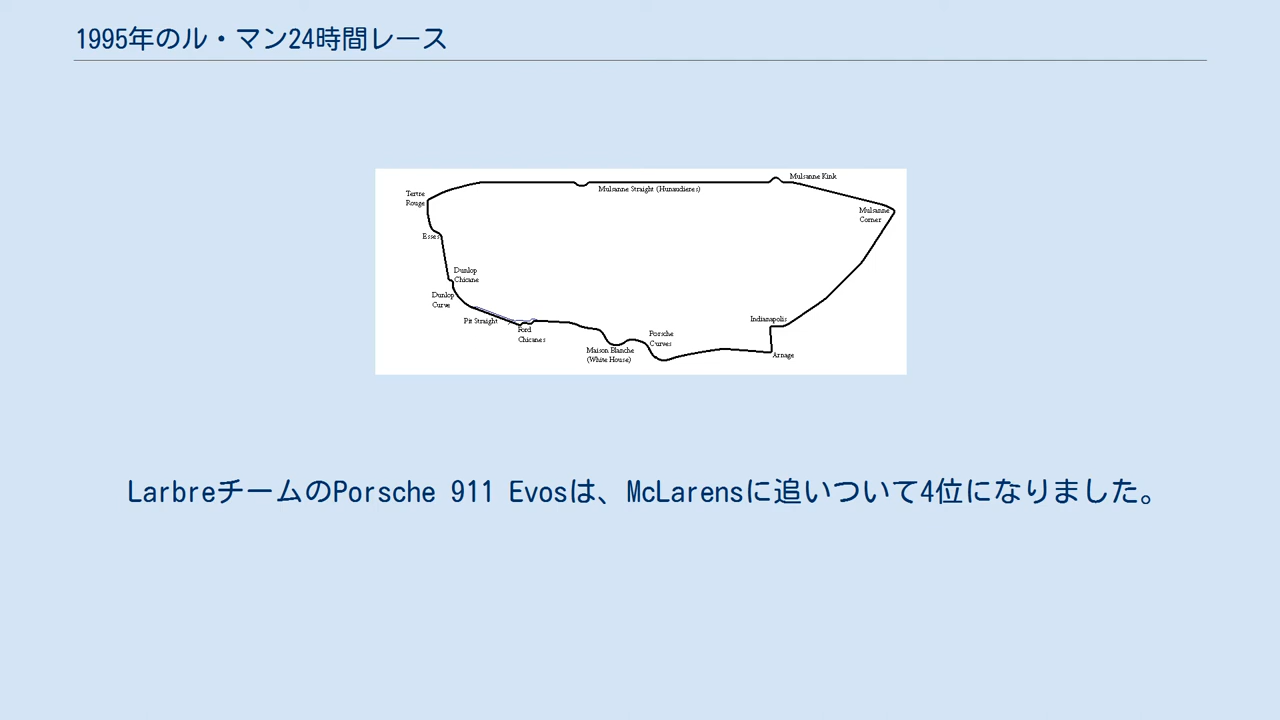 1995年のル・マン24時間レース
Mulsanne Kink
Mulsanne Straight (Hunaudieres)
Tertre
Rouge
Mulsanne
Corner
Esses
Dunlop
Chicane
Dunlop
Curve
Pit Straight
Ford
Chicanes
Indianapolis
Porsche
Curves
Maison Blanche
(White House)
Arnage
LarbreチームのPorsche 911 Evosは、McLarensに追いついて4位になりました。